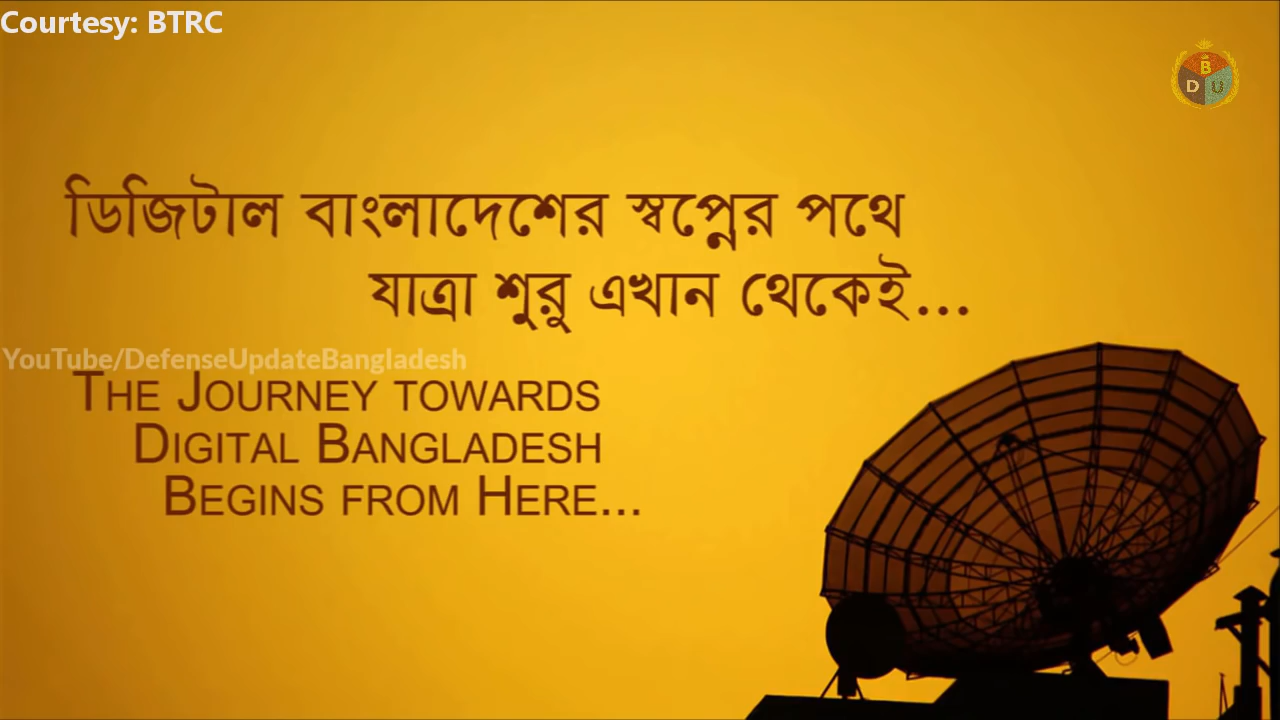 Courtesy: BTRC
B
D U
ডিজিটাল বাংলাদেশের স্বপ্নের পথে
যাত্রা শুরু এখান থেকেই...
YouTube/DefenseUpdateBangladesh
THE JOURNEY TOWARDS
DIGITAL BANGLADESH
BEGINS FROM HERE...